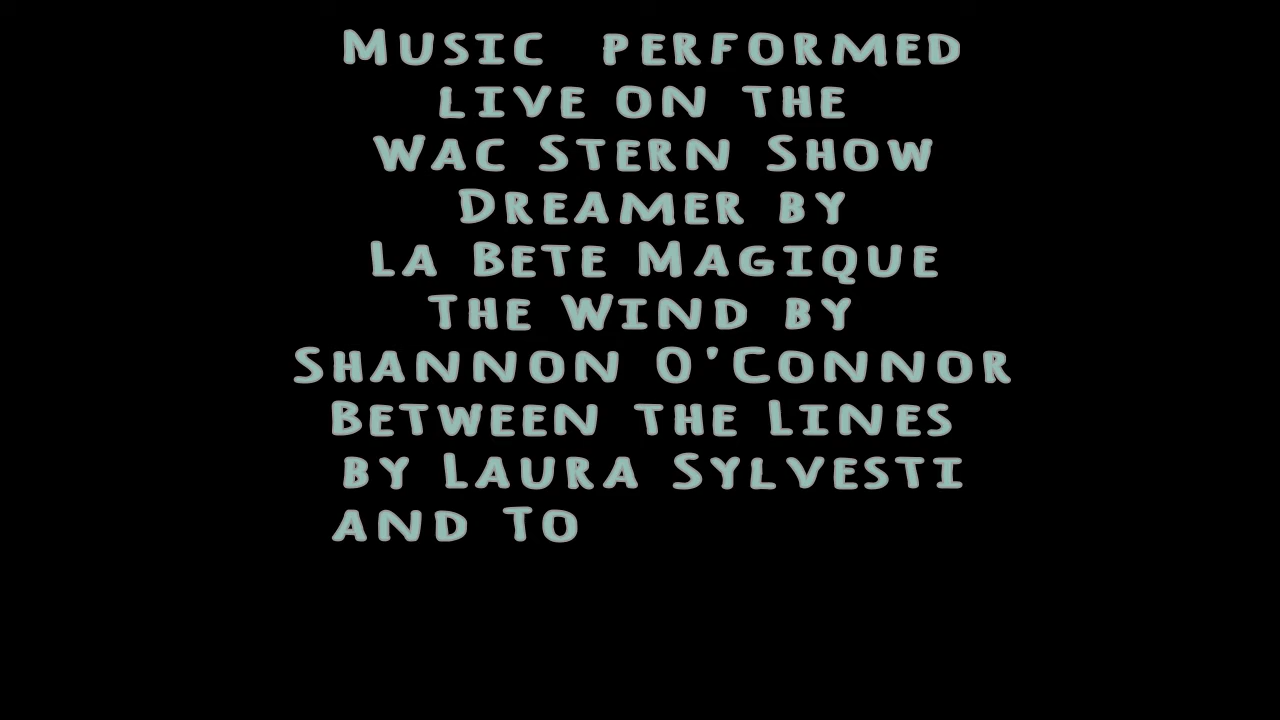 Music performed
live on the
Wac Stern Show
Dreamer by
La Bete Magique
The Wind by
Shannon O'Connor
Between the Lines
by Laura Sylvesti
and To